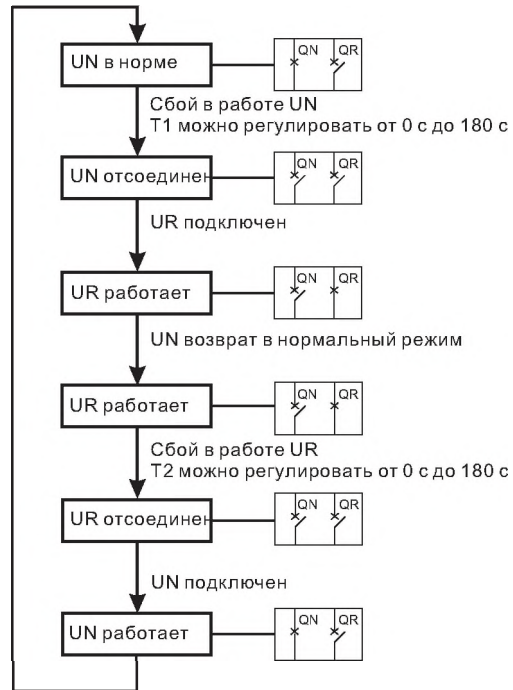 UN в норме
QN QR
Сбой в работе UN
T1 можно регулировать от 0 с до 180 с
UN отсоединен
QN QR
UR подключен
UR работает
QN QR
UN возврат в нормальный режим
UR работает
QN QR
Сбой в работе UR
T2 можно регулировать от 0 с до 180 с
UR отсоединен
QN QR
UN подключен
UN работает
QN QR